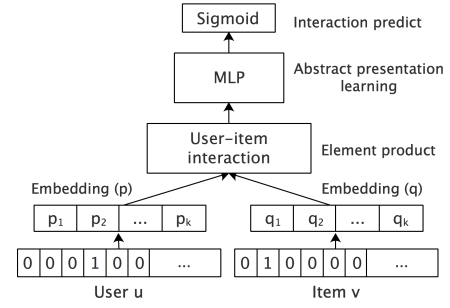 Sigmoid
Interaction predict
MLP
Abstract presentation
learning
User-item
interaction
Element product
Embedding (p)
Embedding (q)
p1 p2 ... pk
q1 q2 ... qk
0 0 0 1 0 0 ...
0 1 0 0 0 0 ...
User u
Item v